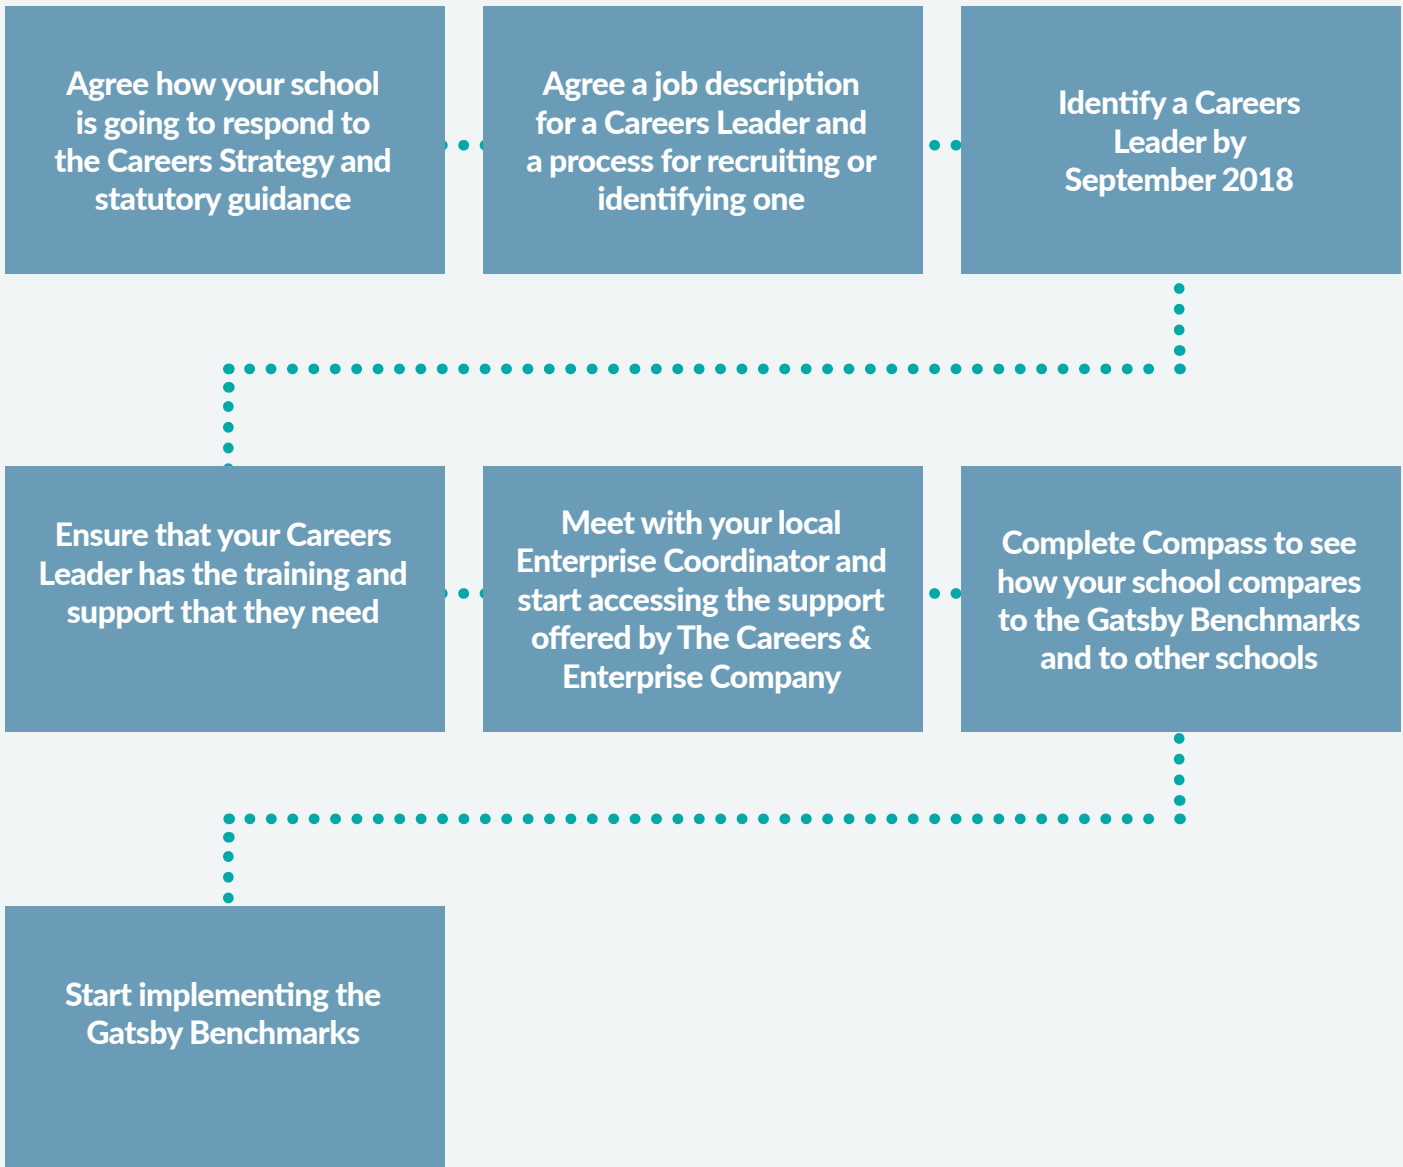 Agree how your school
is going to respond to
the Careers Strategy and
statutory guidance
Agree a job description
for a Careers Leader and
a process for recruiting or
identifying one
Identify a Careers
Leader by
September 2018
Ensure that your Careers
Leader has the training and
support that they need
Meet with your local
Enterprise Coordinator and
start accessing the support
offered by The Careers &
Enterprise Company
Complete Compass to see
how your school compares
to the Gatsby Benchmarks
and to other schools
Start implementing the
Gatsby Benchmarks